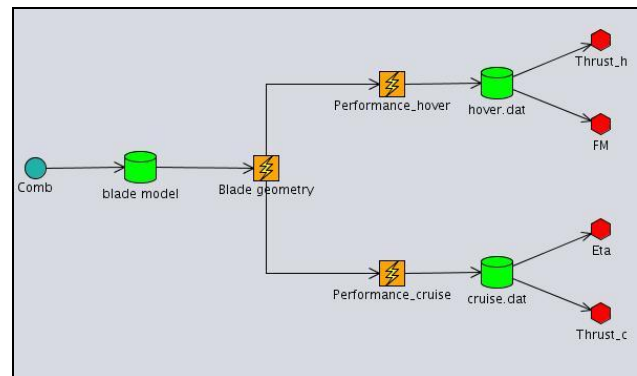 Thrust_h
Performance_hover
hover.dat
FM
Comb
blade model
Blade geometry
Eta
Performance_cruise
cruise.dat
Thrust_c